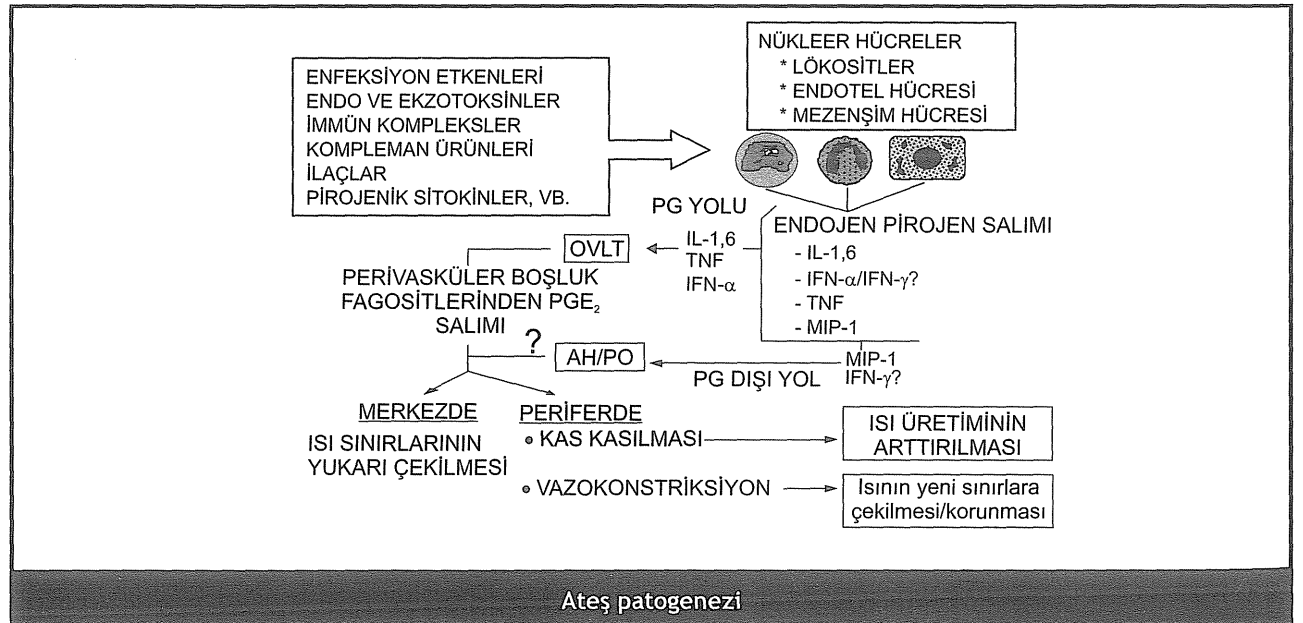 ENFEKSİYON ETKENLERİ
ENDO VE EKZOTOKSİNLER
İMMÜN KOMPLEKSLER
KOMPLEMAN ÜRÜNLERİ
İLAÇLAR
PİROJENİK SİTOKİNLER, VB.
NÜKLEER HÜCRELER
* LÖKOSİTLER
* ENDOTEL HÜCRESİ
* MEZENŞİM HÜCRESİ
ENDOJEN PİROJEN SALIMI
- IL-1,6
- IFN-α/IFN-γ?
- TNF
- MIP-1
PG YOLU
IL-1,6
TNF
IFN-α
OVLT
PERİVASKÜLER BOŞLUK
FAGOSİTLERİNDEN PGE₂
SALIMI
?
AH/PO
PG DIŞI YOL
MIP-1
IFN-γ?
MERKEZDE
ISI SINIRLARININ
YUKARI ÇEKİLMESİ
PERİFERDE
• KAS KASILMASI
ISI ÜRETİMİNİN
ARTTIRILMASI
• VAZOKONSTRİKSİYON
Isının yeni sınırlara
çekilmesi/korunması
Ateş patogenezi